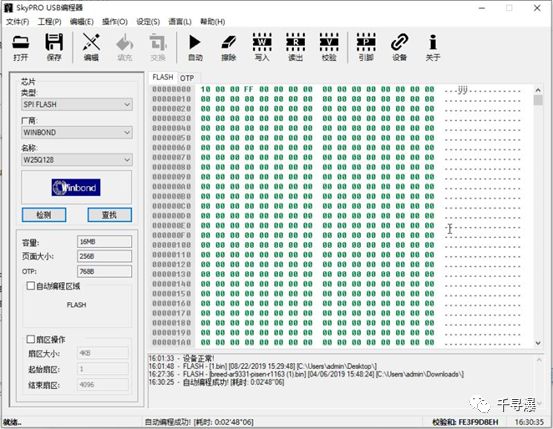 SkyPRO USB编程器
文件(F) 工程(P) 编辑(E) 操作(O) 设定(S) 语言(L) 帮助(H)
打开 保存 编辑 填充 交换 自动 擦除 写入 读出 校验 引脚 设备 关于
芯片
类型:
SPI FLASH
厂商:
WINBOND
名称:
W25Q128
Winbond
检测 查找
容量: 16MB
页面大小: 256B
OTP: 768B
自动编程区域
FLASH
扇区操作
扇区大小: 4KB
起始扇区: 1
结束扇区: 4096
FLASH OTP
00000000 10 00 00 FF 00 00 00 00 00 00 00 00 00 00 00 00
00000010 00 00 00 00 00 00 00 00 00 00 00 00 00 00 00 00 ................
00000020 00 00 00 00 00 00 00 00 00 00 00 00 00 00 00 00 ................
00000030 00 00 00 00 00 00 00 00 00 00 00 00 00 00 00 00 ................
00000040 00 00 00 00 00 00 00 00 00 00 00 00 00 00 00 00 ................
00000050 00 00 00 00 00 00 00 00 00 00 00 00 00 00 00 00 ................
00000060 00 00 00 00 00 00 00 00 00 00 00 00 00 00 00 00 ................
00000070 00 00 00 00 00 00 00 00 00 00 00 00 00 00 00 00 ................
00000080 00 00 00 00 00 00 00 00 00 00 00 00 00 00 00 00 ................
00000090 00 00 00 00 00 00 00 00 00 00 00 00 00 00 00 00 ................
000000A0 00 00 00 00 00 00 00 00 00 00 00 00 00 00 00 00 ................
000000B0 00 00 00 00 00 00 00 00 00 00 00 00 00 00 00 00 ................
000000C0 00 00 00 00 00 00 00 00 00 00 00 00 00 00 00 00 ................
000000D0 00 00 00 00 00 00 00 00 00 00 00 00 00 00 00 00 ................
000000E0 00 00 00 00 00 00 00 00 00 00 00 00 00 00 00 00 ................
000000F0 00 00 00 00 00 00 00 00 00 00 00 00 00 00 00 00 ................
00000100 00 00 00 00 00 00 00 00 00 00 00 00 00 00 00 00 ................
00000110 00 00 00 00 00 00 00 00 00 00 00 00 00 00 00 00 ................
00000120 00 00 00 00 00 00 00 00 00 00 00 00 00 00 00 00 ................
00000130 00 00 00 00 00 00 00 00 00 00 00 00 00 00 00 00 ................
00000140 00 00 00 00 00 00 00 00 00 00 00 00 00 00 00 00 ................
00000150 00 00 00 00 00 00 00 00 00 00 00 00 00 00 00 00 ................
00000160 00 00 00 00 00 00 00 00 00 00 00 00 00 00 00 00 ................
00000170 00 00 00 00 00 00 00 00 00 00 00 00 00 00 00 00 ................
00000180 00 00 00 00 00 00 00 00 00 00 00 00 00 00 00 00 ................
00000190 00 00 00 00 00 00 00 00 00 00 00 00 00 00 00 00 ................
000001A0 00 00 00 00 00 00 00 00 00 00 00 00 00 00 00 00 ................
16:01:33 - 设备正常!
16:01:48 - FLASH - [1.bin] [08/22/2019 15:29:48] [C:\Users\admin\Desktop\]
16:27:36 - FLASH - [breed-ar9331-pisen-r1163 (1).bin] [04/06/2019 15:48:24] [C:\Users\admin\Downloads\]
16:30:25 - 自动编程成功! [耗时: 0:02'48"06]
千寻瀑
就绪.. 自动编程成功! [耗时: 0:02'48"06] 校验和: FE3F9DBEH 16:30:35